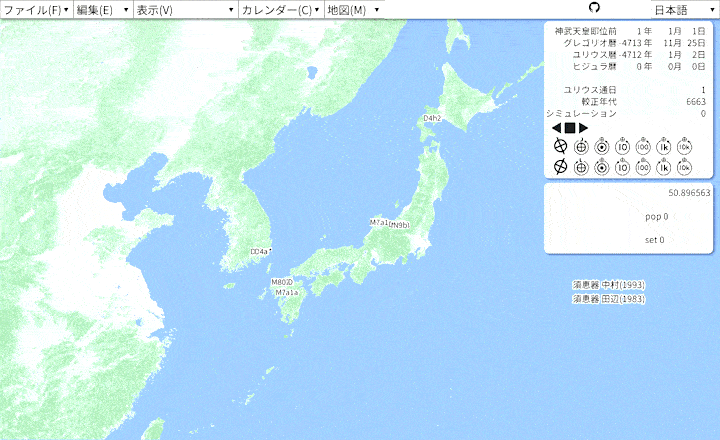 ファイル(F) ▼ 編集(E) ▼ 表示(V) ▼ カレンダー(C) ▼ 地図(M) ▼ 日本語 ▼
神武天皇即位前 1 年 1月 1日
グレゴリオ暦 -4713 年 11月 25日
ユリウス暦 -4712 年 1月 2日
ヒジュラ暦 0 年 0月 0日
ユリウス通日 1
較正年代 6663
シミュレーション 0
10 100 1k 10k
10 100 1k 10k
50.896563
pop 0
set 0
D4h2
M7a1
N9b1
D4a
M80
M7a1a
須恵器 中村(1993)
須恵器 田辺(1983)